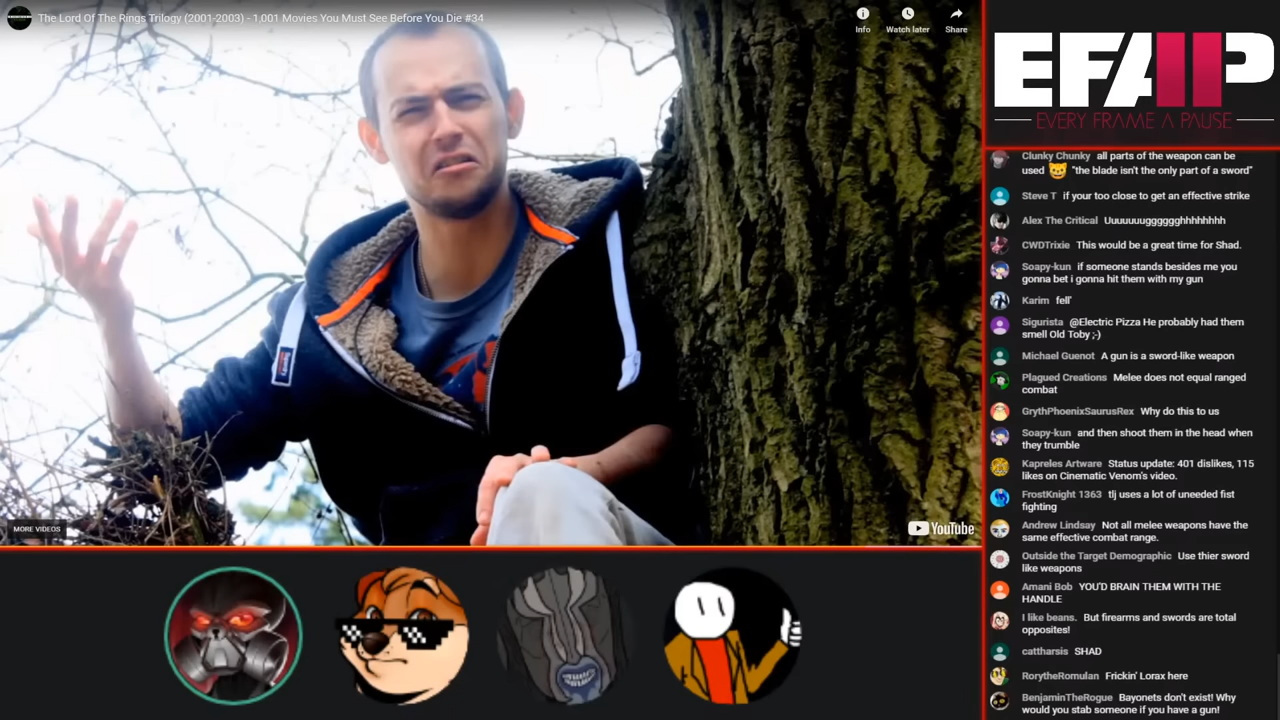 The Lord Of The Rings Trilogy (2001-2003) - 1,001 Movies You Must See Before You Die #34
Info
Watch later
Share
MORE VIDEOS
YouTube
EFAP
EVERY FRAME A PAUSE
Clunky Chunky all parts of the weapon can be
used 😺 "the blade isn't the only part of a sword"
Steve T if your too close to get an effective strike
Alex The Critical Uuuuuuugggggghhhhhhhh
CWDTrixie This would be a great time for Shad.
Soapy-kun if someone stands besides me you
gonna bet i gonna hit them with my gun
Karim fell'
Sigurista @Electric Pizza He probably had them
smell Old Toby ;-)
Michael Guenot A gun is a sword-like weapon
Plagued Creations Melee does not equal ranged
combat
GrythPhoenixSaurusRex Why do this to us
Soapy-kun and then shoot them in the head when
they trumble
Kapreles Artware Status update: 401 dislikes, 115
likes on Cinematic Venom's video.
FrostKnight 1363 tlj uses a lot of uneeded fist
fighting
Andrew Lindsay Not all melee weapons have the
same effective combat range.
Outside the Target Demographic Use thier sword
like weapons
Amani Bob YOU'D BRAIN THEM WITH THE
HANDLE
I like beans. But firearms and swords are total
opposites!
cattharsis SHAD
RorytheRomulan Frickin' Lorax here
BenjaminTheRogue Bayonets don't exist! Why
would you stab someone if you have a gun!